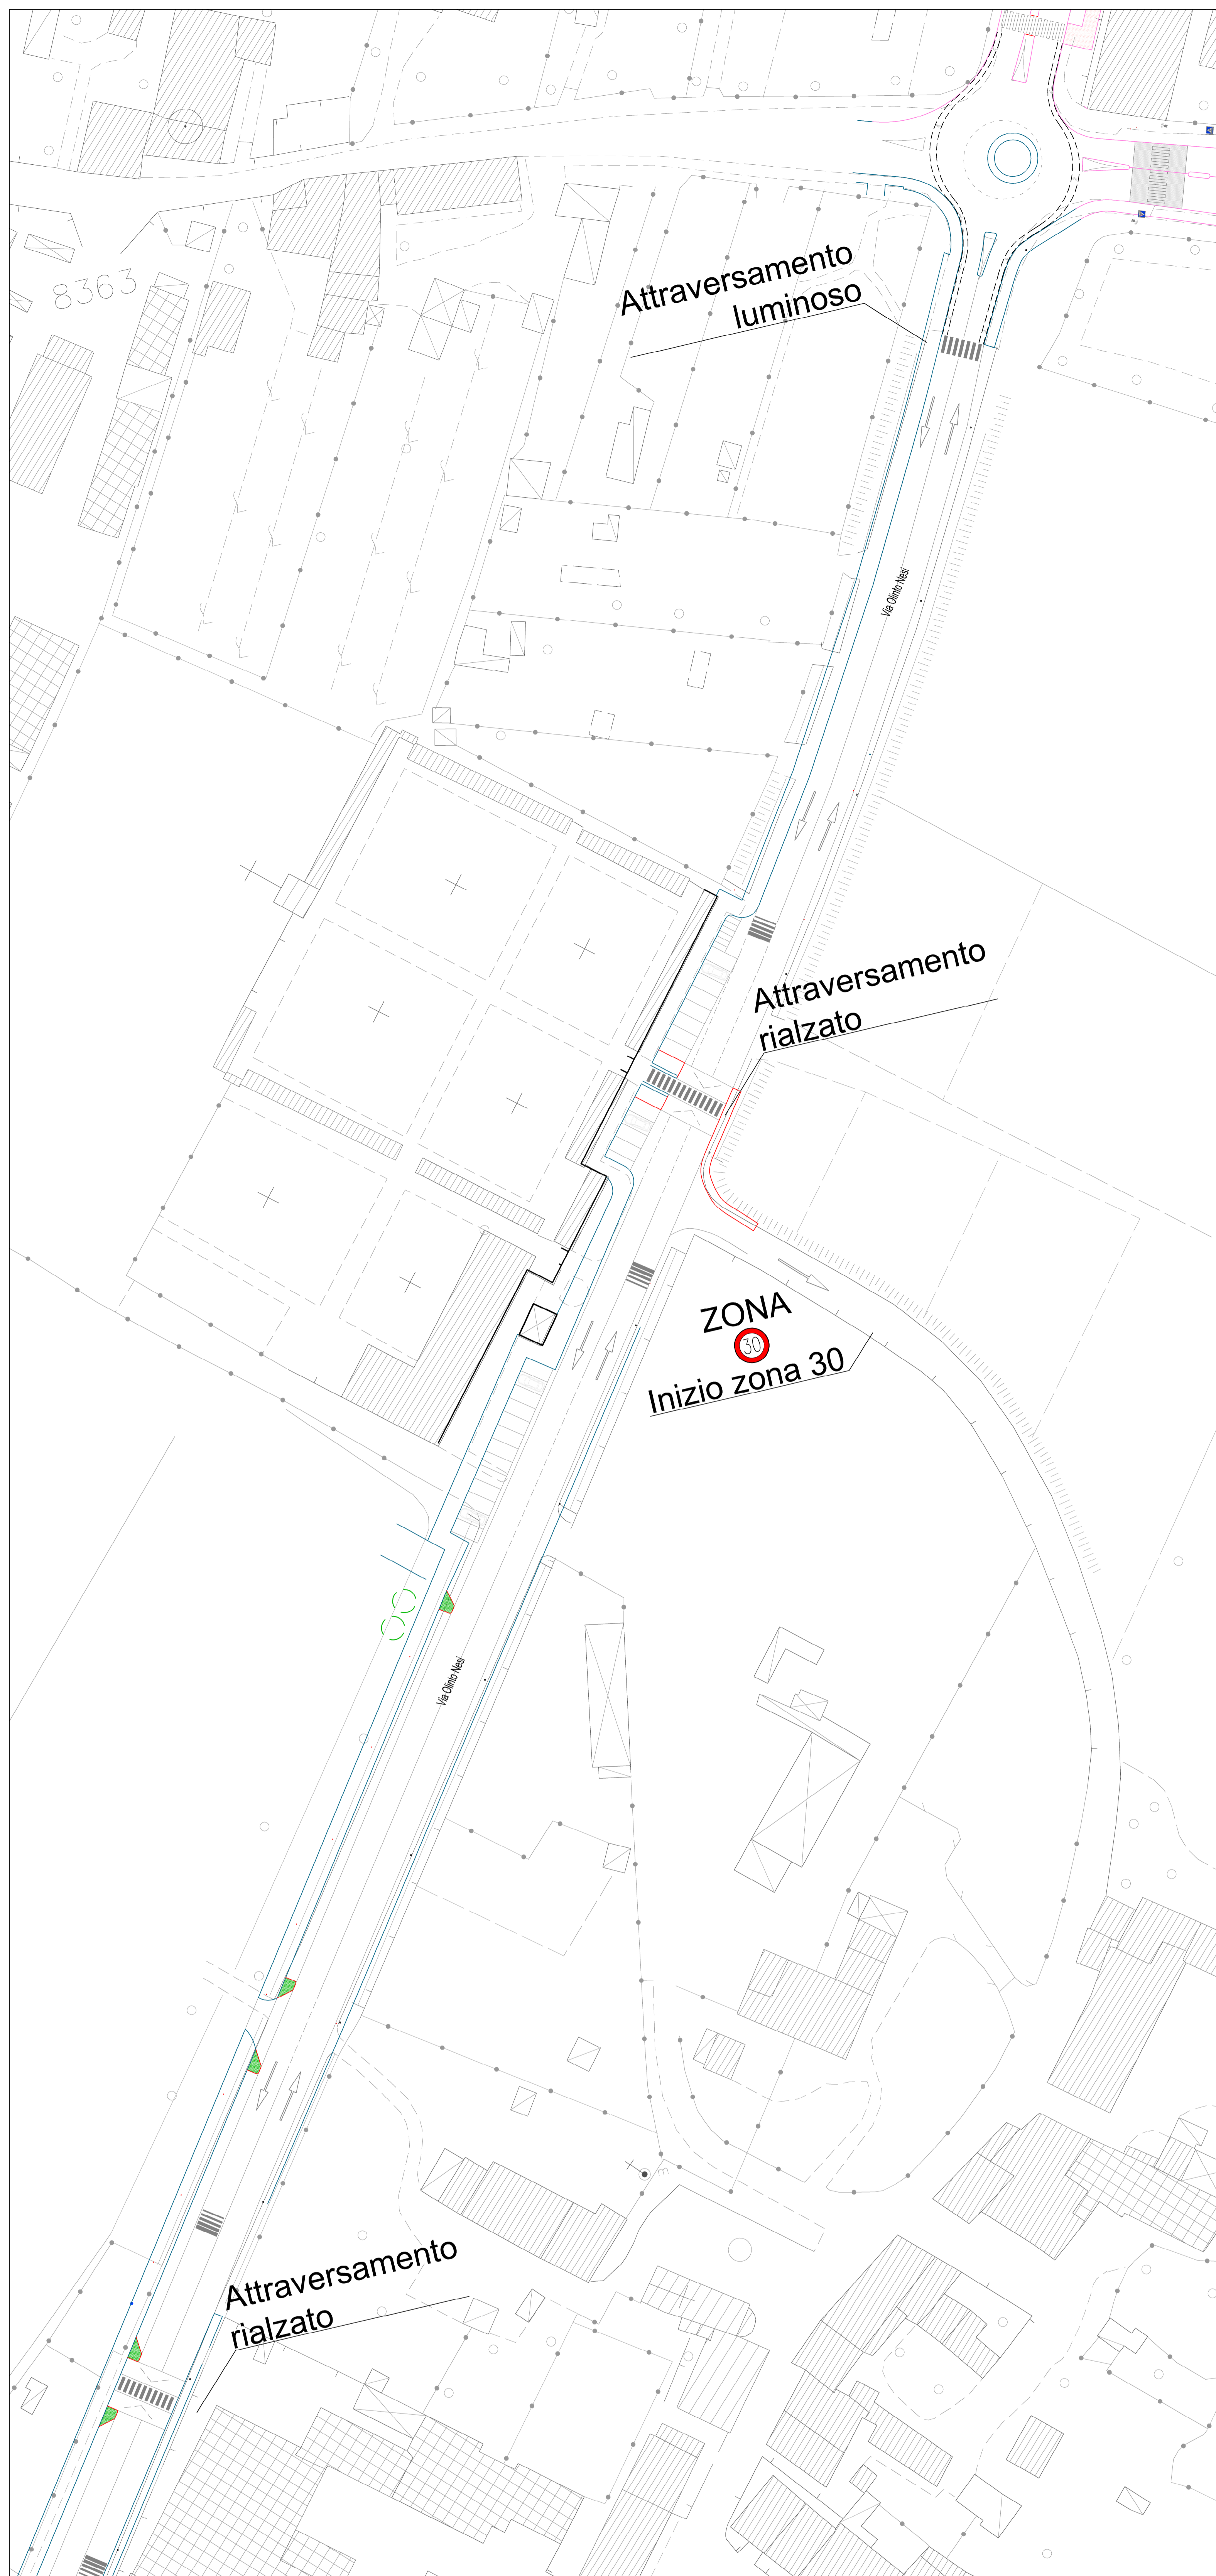 8363
Attraversamento
luminoso
Via Olinto Nesi
Attraversamento
rialzato
ZONA
30
Inizio zona 30
Via Olinto Nesi
Attraversamento
rialzato